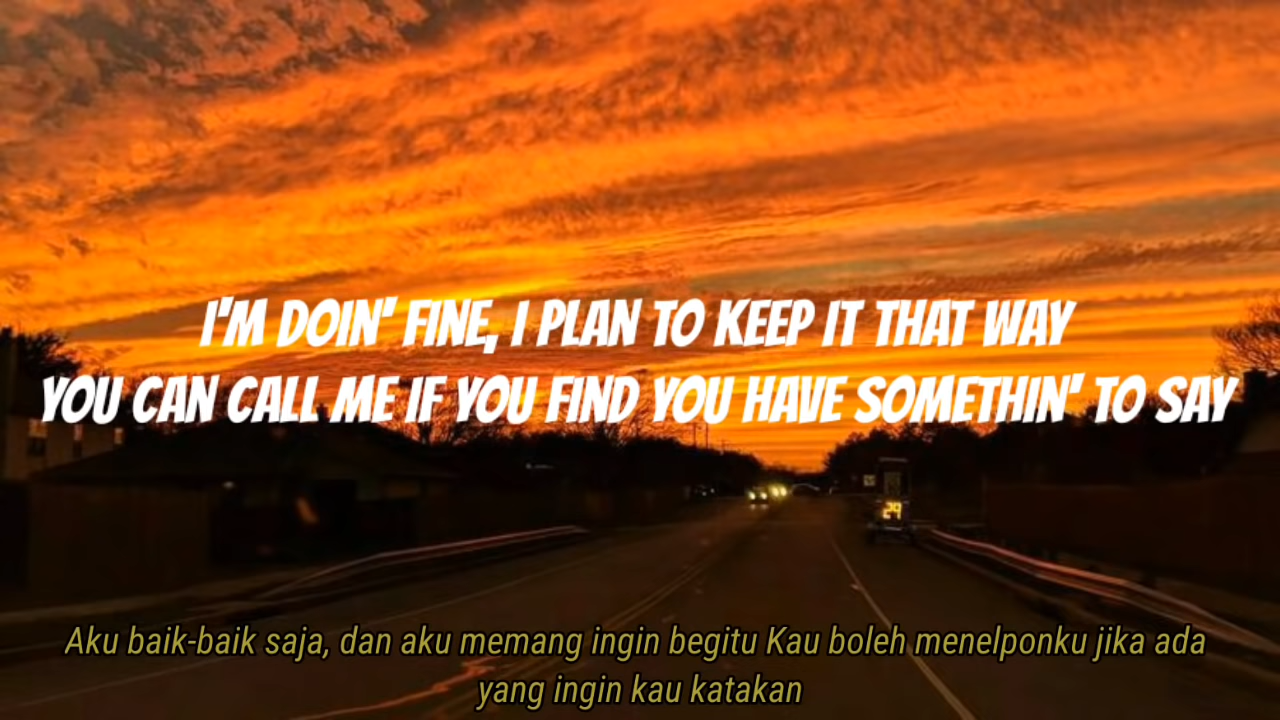 I'M DOIN' FINE, I PLAN TO KEEP IT THAT WAY
YOU CAN CALL ME IF YOU FIND YOU HAVE SOMETHIN' TO SAY
29
Aku baik-baik saja, dan aku memang ingin begitu Kau boleh menelponku jika ada
yang ingin kau katakan